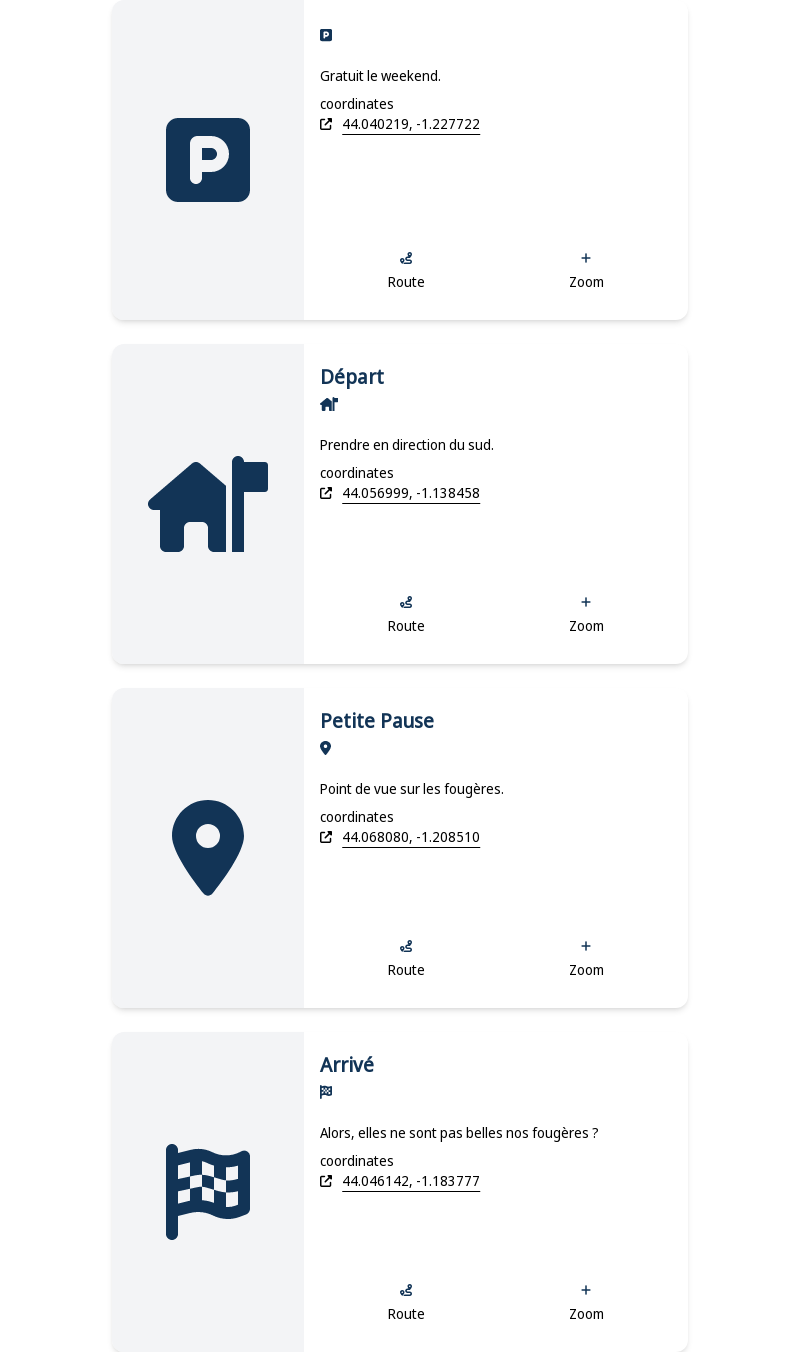 Gratuit le weekend.
coordinates
44.040219, -1.227722
Route Zoom
Départ
Prendre en direction du sud.
coordinates
44.056999, -1.138458
Route Zoom
Petite Pause
Point de vue sur les fougères.
coordinates
44.068080, -1.208510
Route Zoom
Arrivé
Alors, elles ne sont pas belles nos fougères ?
coordinates
44.046142, -1.183777
Route Zoom